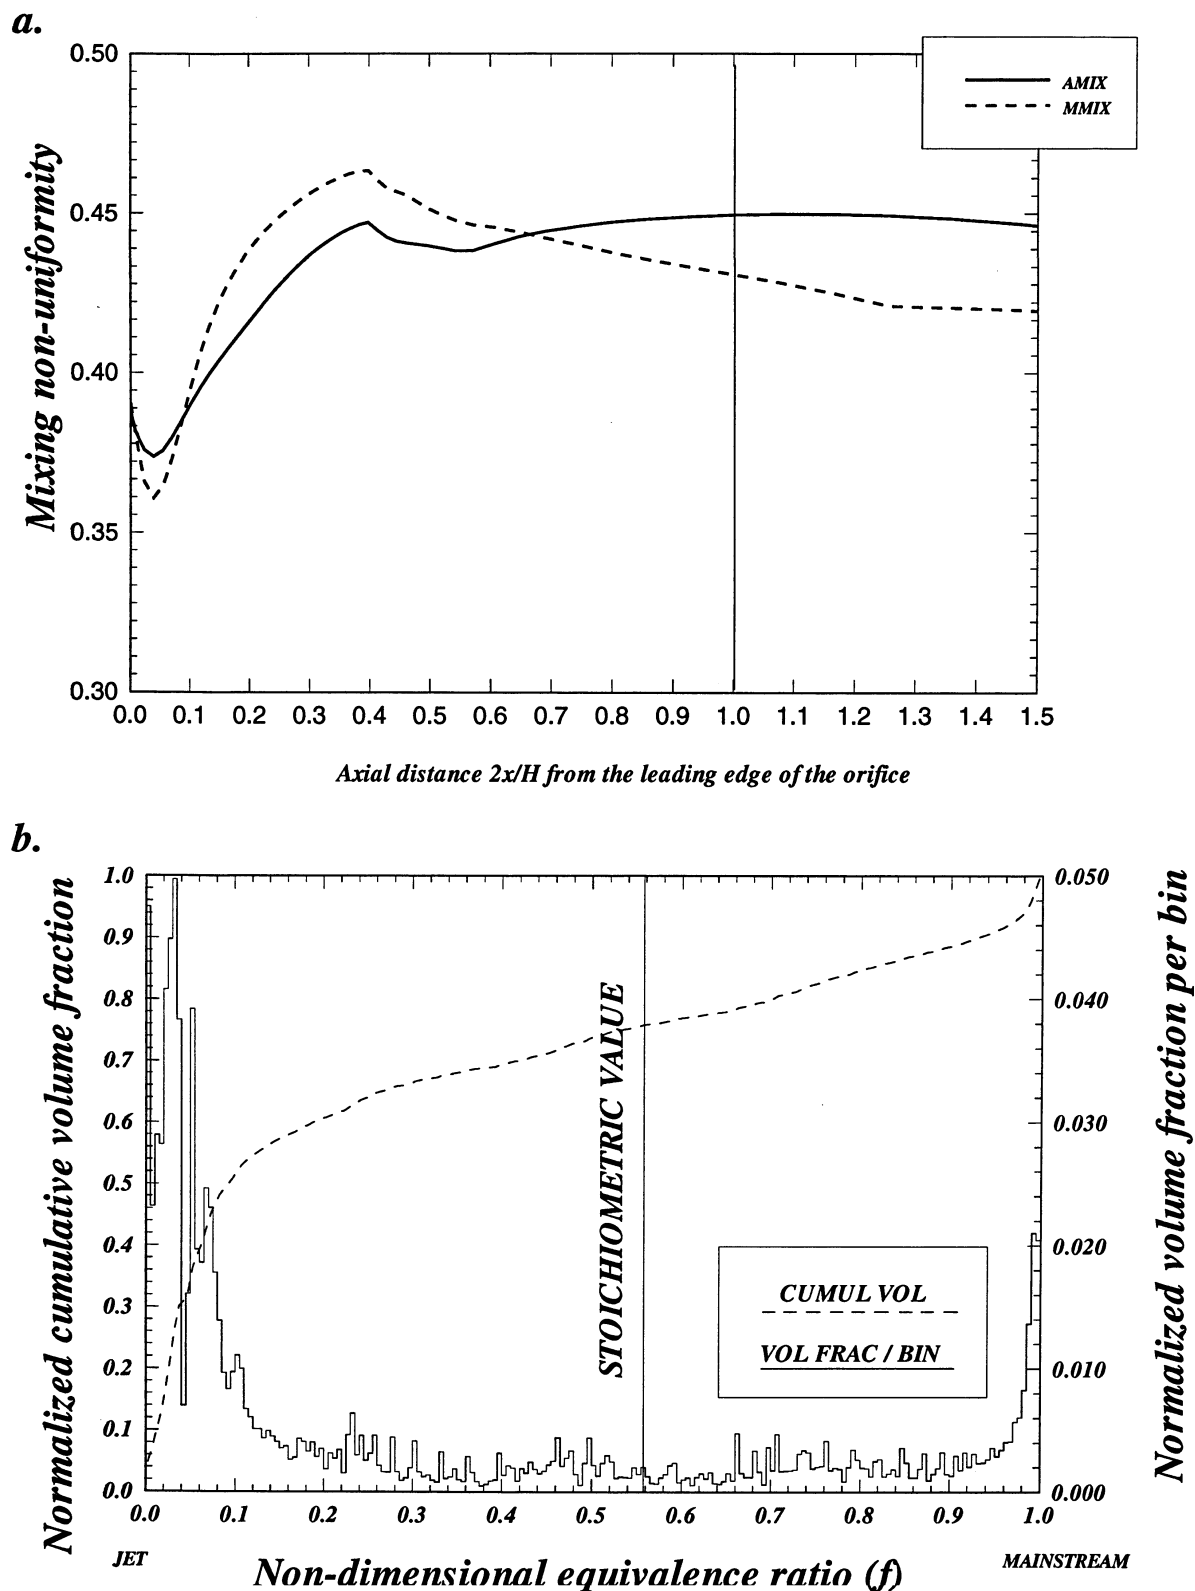 a.
0.50
0.45
0.40
0.35
0.30
Mixing non-uniformity
AMIX
MMIX
0.0 0.1 0.2 0.3 0.4 0.5 0.6 0.7 0.8 0.9 1.0 1.1 1.2 1.3 1.4 1.5
Axial distance 2x/H from the leading edge of the orifice
b.
Normalized cumulative volume fraction
1.0
0.9
0.8
0.7
0.6
0.5
0.4
0.3
0.2
0.1
0.0
STOICHIOMETRIC VALUE
CUMUL VOL
VOL FRAC / BIN
0.050
0.040
0.030
0.020
0.010
0.000
Normalized volume fraction per bin
0.0 0.1 0.2 0.3 0.4 0.5 0.6 0.7 0.8 0.9 1.0
JET
MAINSTREAM
Non-dimensional equivalence ratio (f)